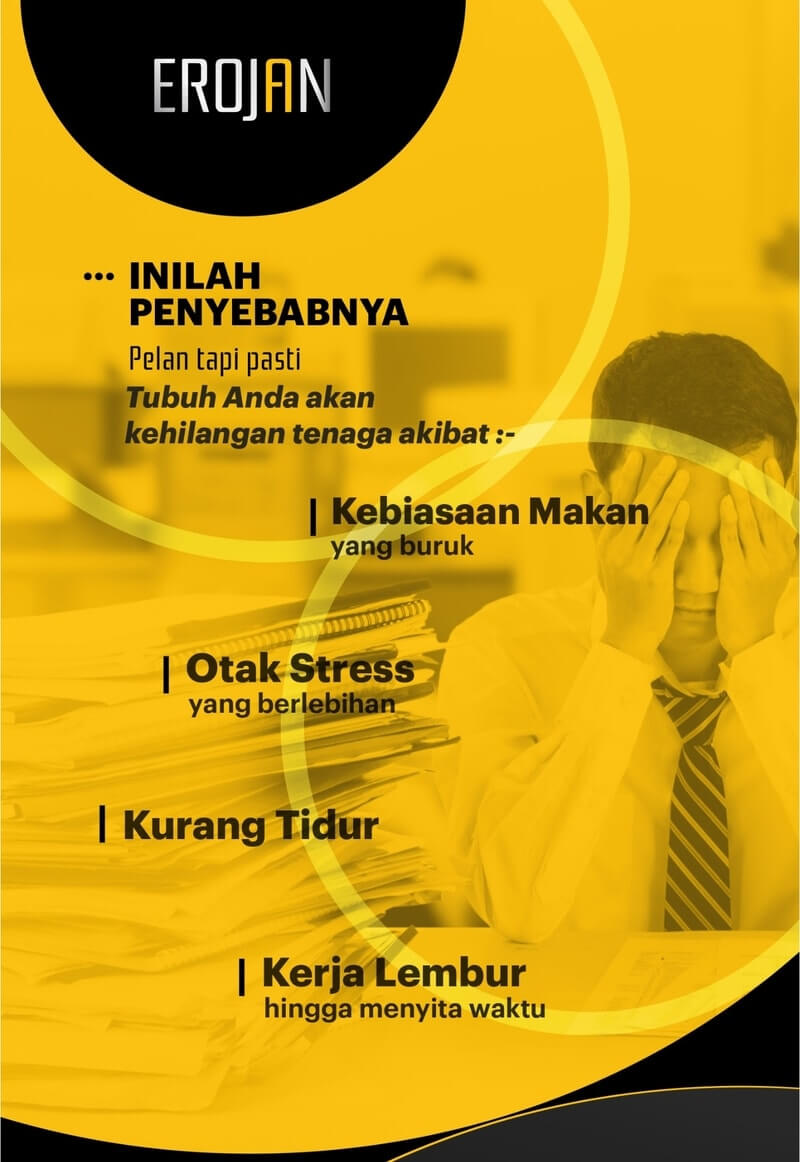 EROJAN
... INILAH
PENYEBABNYA
Pelan tapi pasti
Tubuh Anda akan
kehilangan tenaga akibat :-
| Kebiasaan Makan
yang buruk
| Otak Stress
yang berlebihan
| Kurang Tidur
| Kerja Lembur
hingga menyita waktu